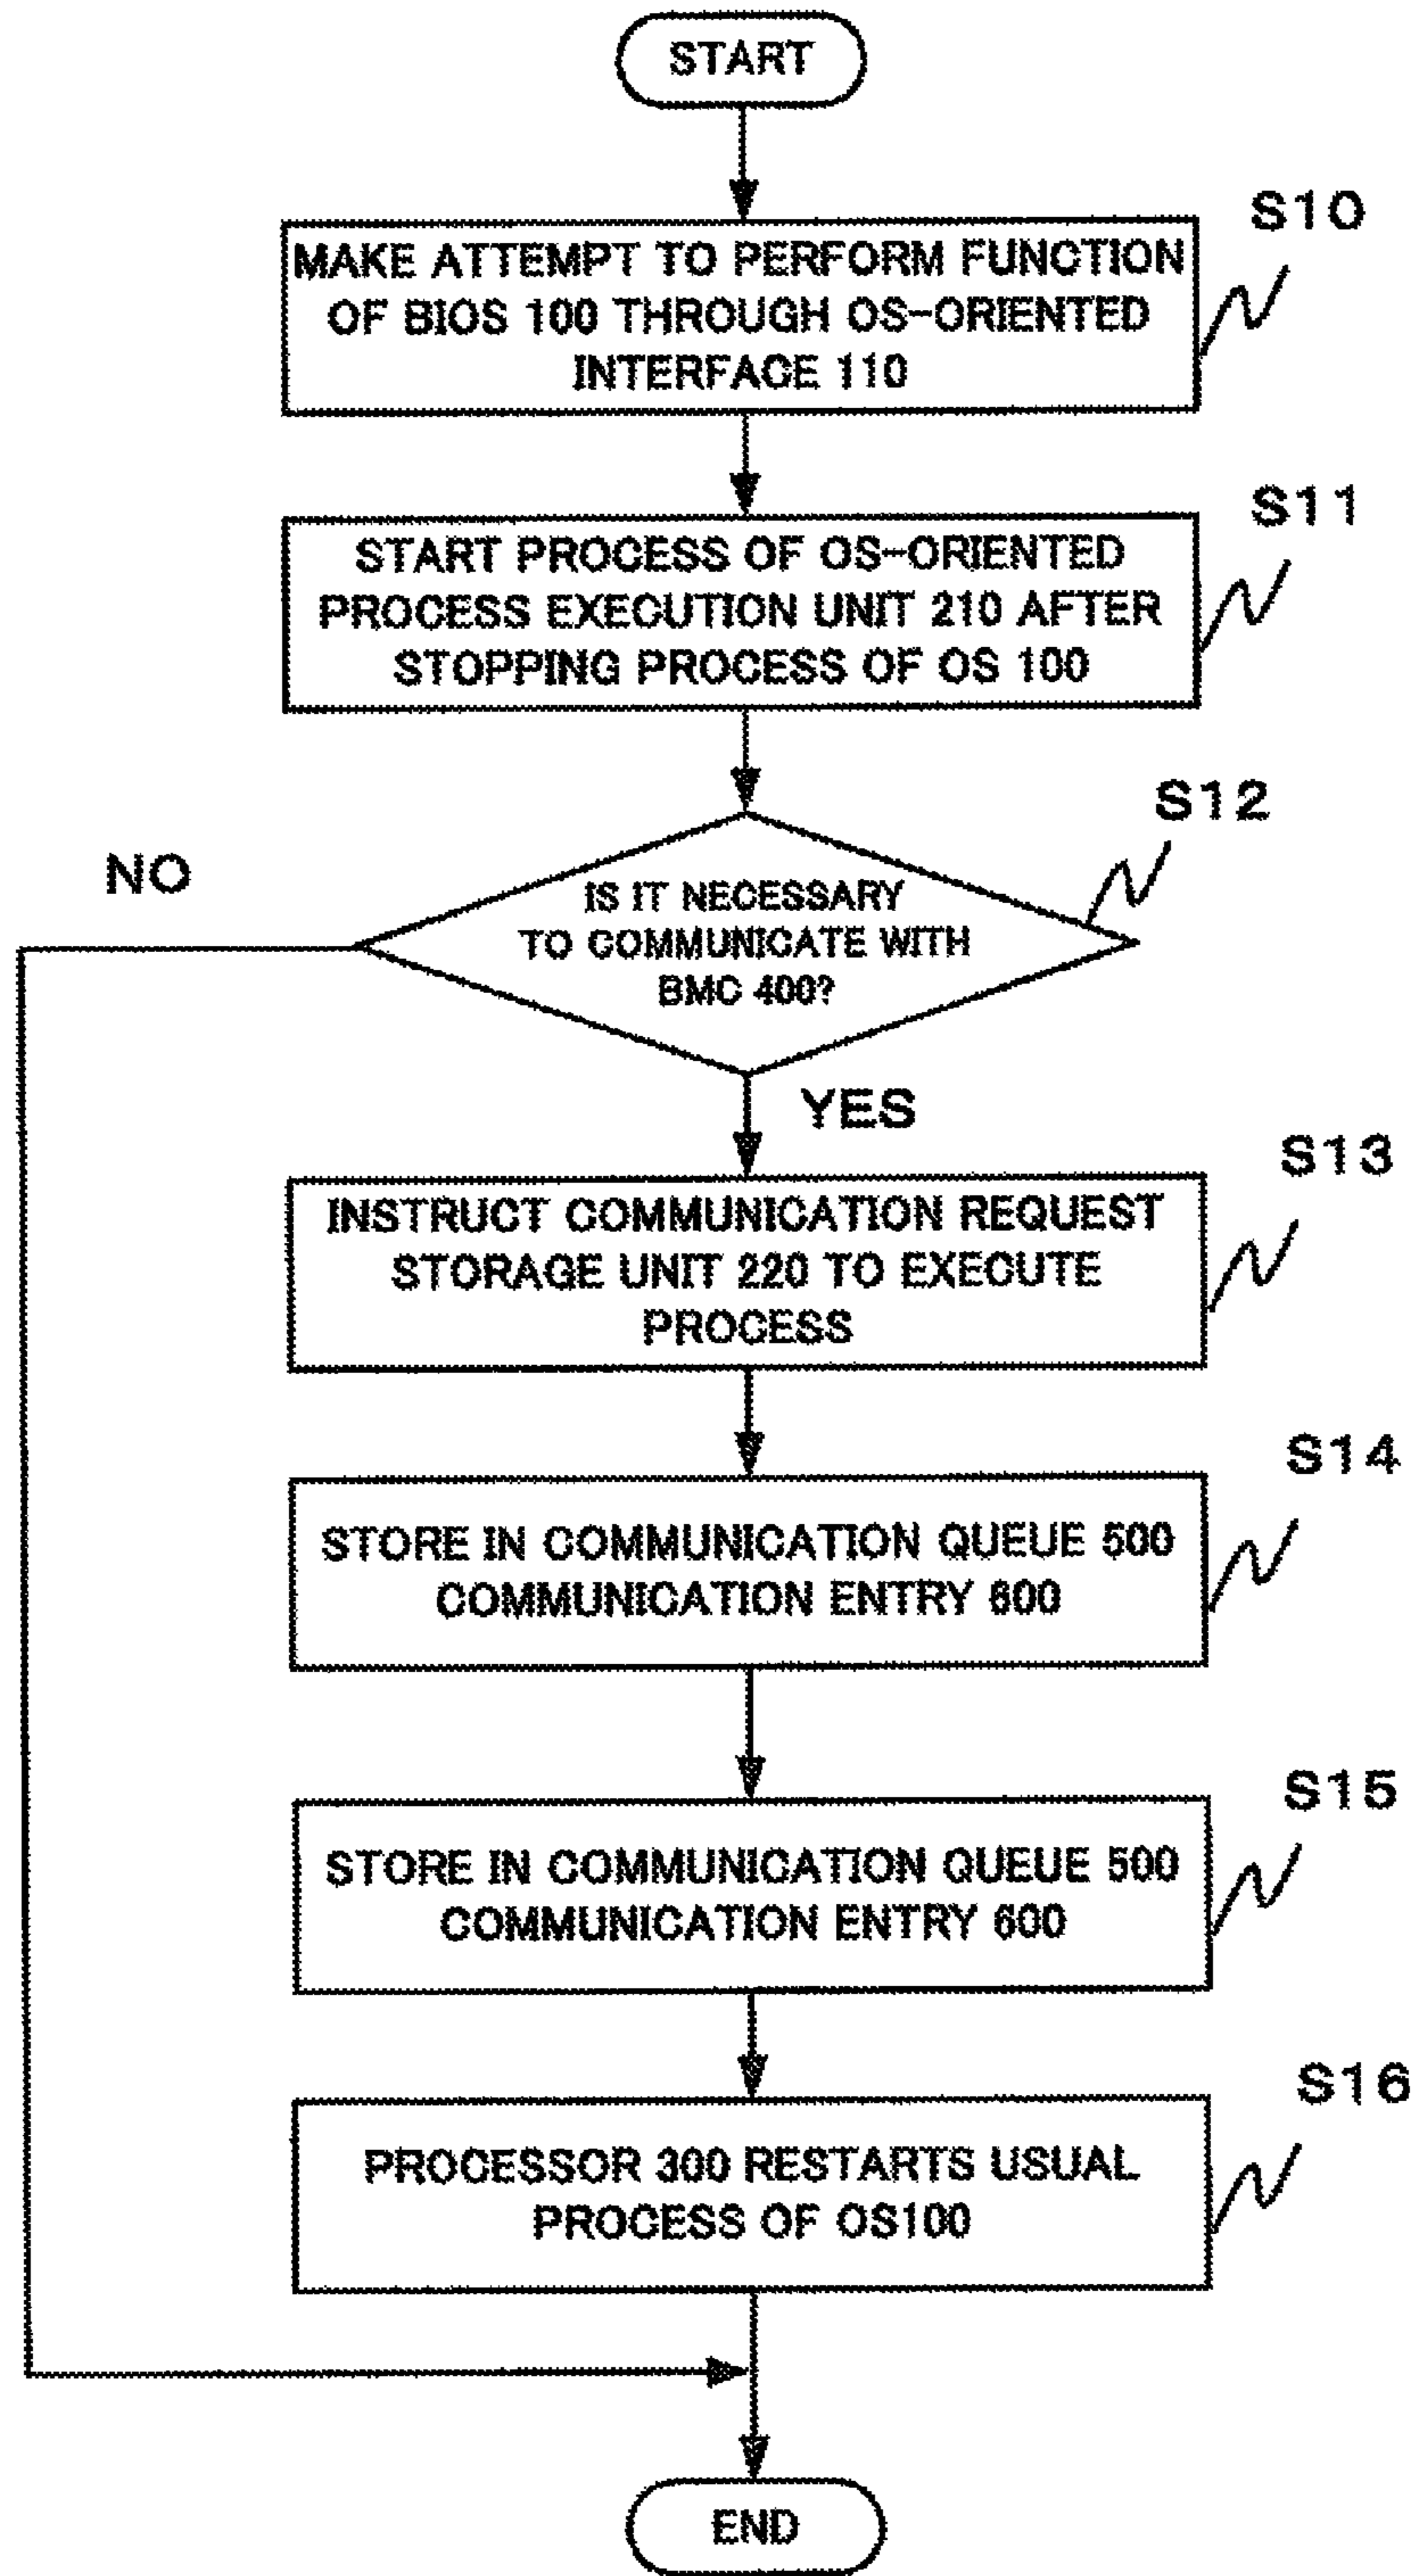 START
S10
MAKE ATTEMPT TO PERFORM FUNCTION
OF BIOS 100 THROUGH OS-ORIENTED
INTERFACE 110
S11
START PROCESS OF OS-ORIENTED
PROCESS EXECUTION UNIT 210 AFTER
STOPPING PROCESS OF OS 100
S12
NO
IS IT NECESSARY
TO COMMUNICATE WITH
BMC 400?
YES
S13
INSTRUCT COMMUNICATION REQUEST
STORAGE UNIT 220 TO EXECUTE
PROCESS
S14
STORE IN COMMUNICATION QUEUE 500
COMMUNICATION ENTRY 600
S15
STORE IN COMMUNICATION QUEUE 500
COMMUNICATION ENTRY 600
S16
PROCESSOR 300 RESTARTS USUAL
PROCESS OF OS100
END